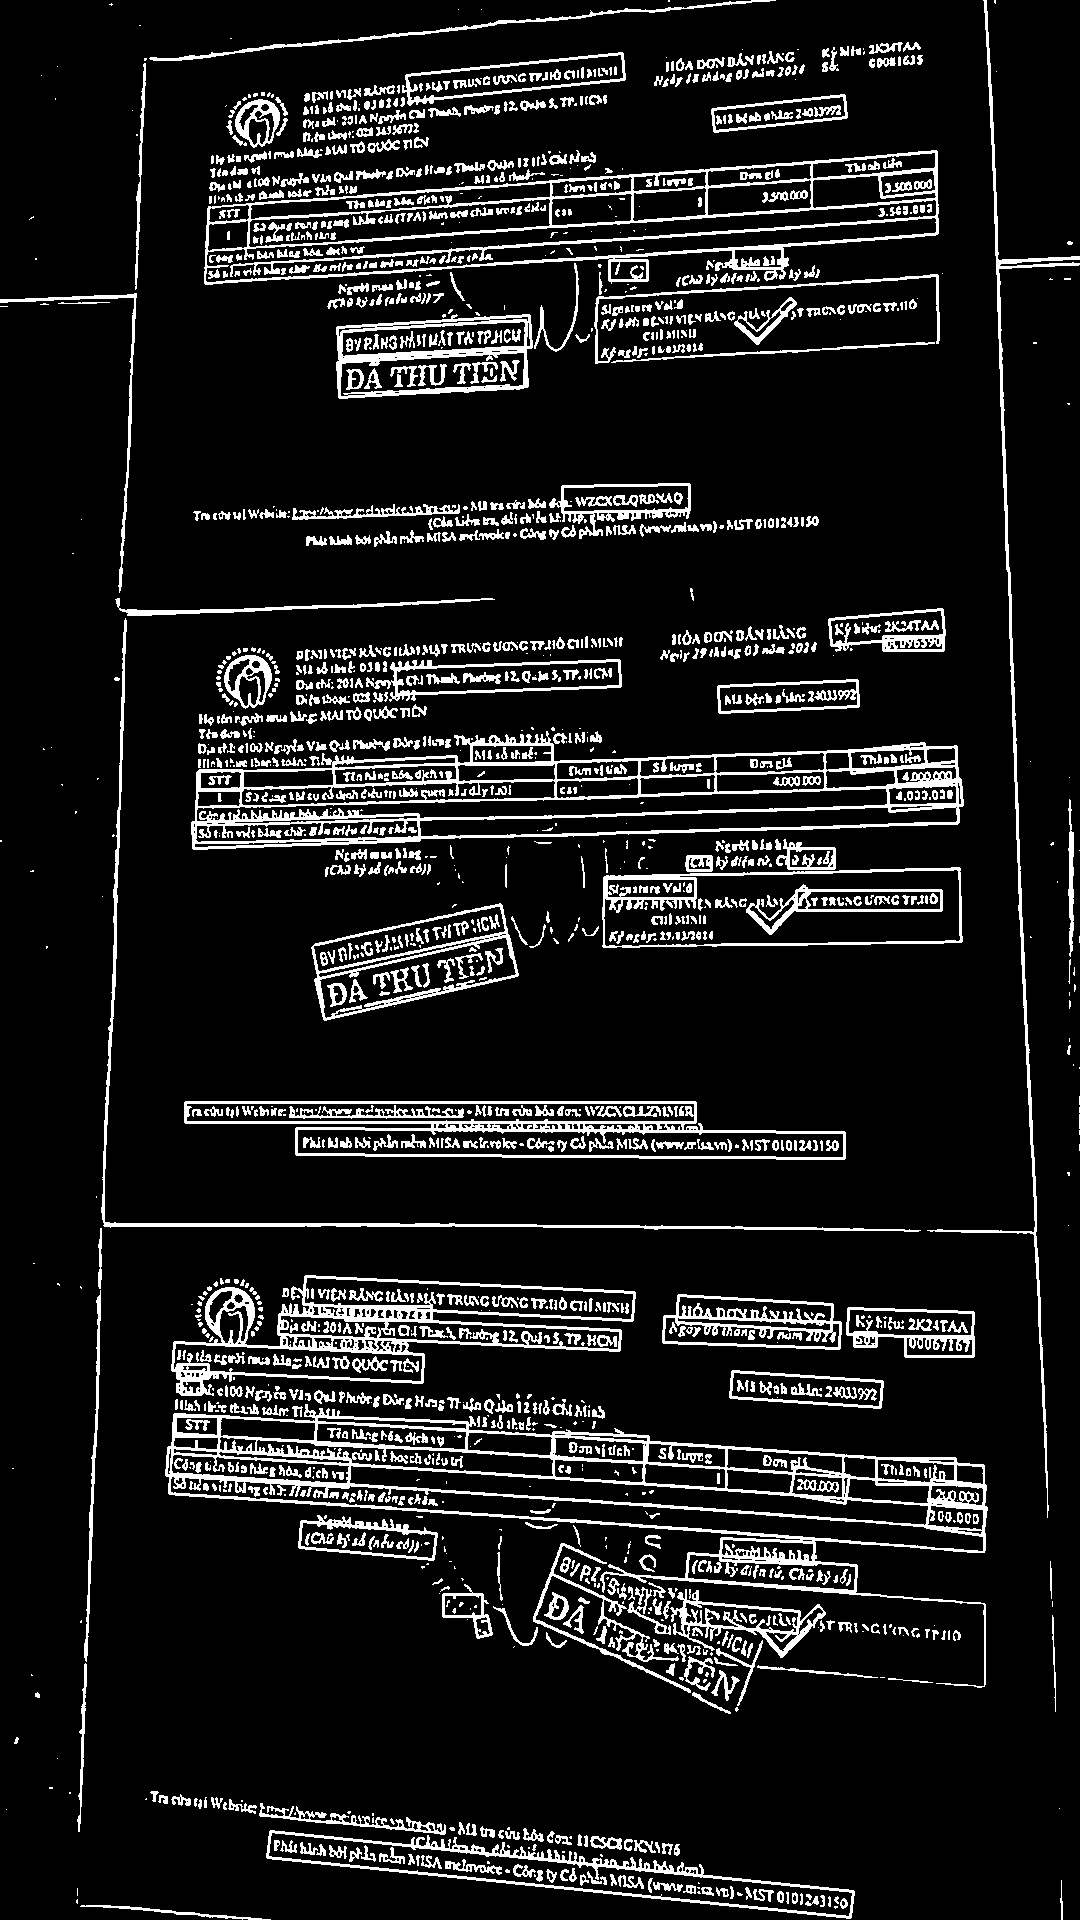 BỆNH VIỆN RĂNG HÀM MẶT TRUNG ƯƠNG TP.HỒ CHÍ MINH
Mã số thuế:
Địa chỉ: 201A Nguyễn Chí Thanh, Phường 12, Quận 5, TP. HCM
Điện thoại: 028 38556732
HÓA ĐƠN BÁN HÀNG
Ngày 18 tháng 03 năm 2024
Ký hiệu: 2K24TAA
Số: 00081635
Mã bệnh nhân: 24033992
Họ tên người mua hàng: MAI TÔ QUỐC TIẾN
Tên đơn vị
Địa chỉ: c100 Nguyễn Văn Quá Phường Đông Hưng Thuận Quận 12 Hồ Chí Minh
Hình thức thanh toán: Tiền Mặt Mã số thuế:
STT Tên hàng hóa, dịch vụ Đơn vị tính Số lượng Đơn giá Thành tiền
1 Sử dụng cung ngang khẩu cái (TPA) làm neo chặn trong điều trị nắn chỉnh răng cas 1 3.500.000 3.500.000
Cộng tiền bán hàng hóa, dịch vụ: 3.500.000
Số tiền viết bằng chữ: Ba triệu năm trăm nghìn đồng chẵn.
Người mua hàng Người bán hàng
(Chữ ký số (nếu có)) (Chữ ký điện tử, Chữ ký số)
Signature Valid
Ký bởi: BỆNH VIỆN RĂNG HÀM MẶT TRUNG ƯƠNG TP.HỒ
CHÍ MINH
Ký ngày: 18/03/2024
BV RĂNG HÀM MẶT TW TP.HCM
ĐÃ THU TIỀN
Tra cứu tại Website: https://www.meinvoice.vn/tra-cuu - Mã tra cứu hóa đơn: WZCXCLQRDNAQ
(Cần kiểm tra, đối chiếu khi lập, giao, nhận hóa đơn)
Phát hành bởi phần mềm MISA meInvoice - Công ty Cổ phần MISA (www.misa.vn) - MST 0101243150
BỆNH VIỆN RĂNG HÀM MẶT TRUNG ƯƠNG TP.HỒ CHÍ MINH
Mã số thuế:
Địa chỉ: 201A Nguyễn Chí Thanh, Phường 12, Quận 5, TP. HCM
Điện thoại: 028 38556732
HÓA ĐƠN BÁN HÀNG
Ngày 29 tháng 03 năm 2024
Ký hiệu: 2K24TAA
Số: 00096590
Mã bệnh nhân: 24033992
Họ tên người mua hàng: MAI TÔ QUỐC TIẾN
Tên đơn vị:
Địa chỉ: c100 Nguyễn Văn Quá Phường Đông Hưng Thuận Quận 12 Hồ Chí Minh
Hình thức thanh toán: Tiền Mặt Mã số thuế:
STT Tên hàng hóa, dịch vụ Đơn vị tính Số lượng Đơn giá Thành tiền
1 Sử dụng khí cụ cố định điều trị thói quen xấu đẩy lưỡi cas 1 4.000.000 4.000.000
Cộng tiền bán hàng hóa, dịch vụ: 4.000.000
Số tiền viết bằng chữ: Bốn triệu đồng chẵn.
Người mua hàng Người bán hàng
(Chữ ký số (nếu có)) (Chữ ký điện tử, Chữ ký số)
Signature Valid
Ký bởi: BỆNH VIỆN RĂNG HÀM MẶT TRUNG ƯƠNG TP.HỒ
CHÍ MINH
Ký ngày: 29/03/2024
BV RĂNG HÀM MẶT TW TP.HCM
ĐÃ THU TIỀN
Tra cứu tại Website: https://www.meinvoice.vn/tra-cuu - Mã tra cứu hóa đơn:
(Cần kiểm tra, đối chiếu khi lập, giao, nhận hóa đơn)
Phát hành bởi phần mềm MISA meInvoice - Công ty Cổ phần MISA (www.misa.vn) - MST 0101243150
BỆNH VIỆN RĂNG HÀM MẶT TRUNG ƯƠNG TP.HỒ CHÍ MINH
Mã số thuế:
Địa chỉ: 201A Nguyễn Chí Thanh, Phường 12, Quận 5, TP. HCM
Điện thoại: 028 38556732
HÓA ĐƠN BÁN HÀNG
Ngày 06 tháng 03 năm 2024
Ký hiệu: 2K24TAA
Số: 00067167
Mã bệnh nhân: 24033992
Họ tên người mua hàng: MAI TÔ QUỐC TIẾN
Tên đơn vị:
Địa chỉ: c100 Nguyễn Văn Quá Phường Đông Hưng Thuận Quận 12 Hồ Chí Minh
Hình thức thanh toán: Tiền Mặt Mã số thuế:
STT Tên hàng hóa, dịch vụ Đơn vị tính Số lượng Đơn giá Thành tiền
1 Lấy dấu hai hàm nghiên cứu kế hoạch điều trị ca 1 200.000 200.000
Cộng tiền bán hàng hóa, dịch vụ: 200.000
Số tiền viết bằng chữ: Hai trăm nghìn đồng chẵn.
Người mua hàng Người bán hàng
(Chữ ký số (nếu có)) (Chữ ký điện tử, Chữ ký số)
Signature Valid
Ký bởi: BỆNH VIỆN RĂNG HÀM MẶT TRUNG ƯƠNG TP.HỒ
CHÍ MINH
Ký ngày: 06/03/2024
BV RĂNG HÀM MẶT TW TP.HCM
ĐÃ THU TIỀN
Tra cứu tại Website: https://www.meinvoice.vn/tra-cuu - Mã tra cứu hóa đơn:
(Cần kiểm tra, đối chiếu khi lập, giao, nhận hóa đơn)
Phát hành bởi phần mềm MISA meInvoice - Công ty Cổ phần MISA (www.misa.vn) - MST 0101243150